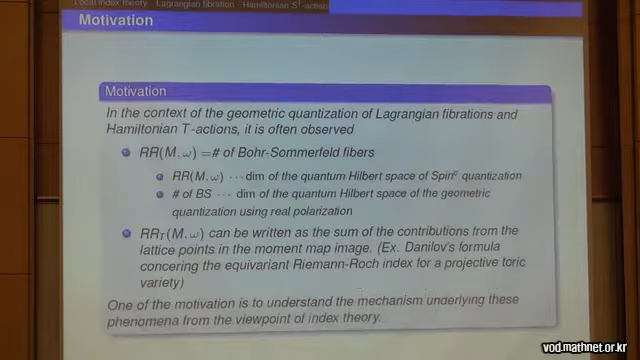 Local index theory Lagrangian fibration Hamiltonian S¹-action
Motivation
Motivation
In the context of the geometric quantization of Lagrangian fibrations and
Hamiltonian T-actions, it is often observed
RR(M, ω) =# of Bohr-Sommerfeld fibers
RR(M, ω) ··· dim of the quantum Hilbert space of Spinᶜ quantization
# of BS ··· dim of the quantum Hilbert space of the geometric
quantization using real polarization
RR_T(M, ω) can be written as the sum of the contributions from the
lattice points in the moment map image. (Ex. Danilov's formula
concering the equivariant Riemann-Roch index for a projective toric
variety)
One of the motivation is to understand the mechanism underlying these
phenomena from the viewpoint of index theory.
vod.mathnet.or.kr